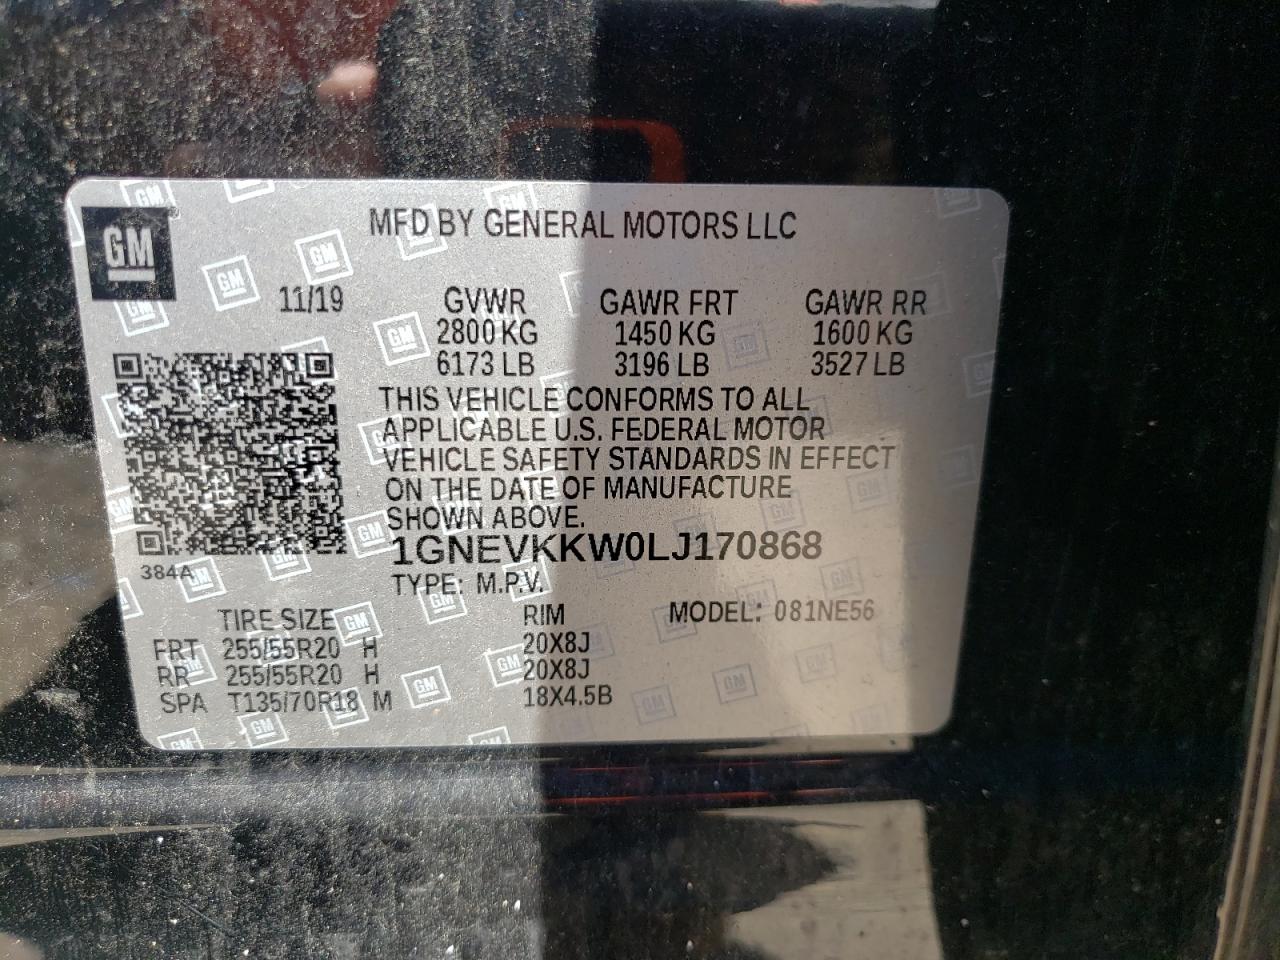 GM
MFD BY GENERAL MOTORS LLC
11/19 GVWR GAWR FRT GAWR RR
2800 KG 1450 KG 1600 KG
6173 LB 3196 LB 3527 LB
THIS VEHICLE CONFORMS TO ALL
APPLICABLE U.S. FEDERAL MOTOR
VEHICLE SAFETY STANDARDS IN EFFECT
ON THE DATE OF MANUFACTURE
SHOWN ABOVE.
1GNEVKKW0LJ170868
384A
TYPE: M.P.V.
TIRE SIZE RIM MODEL: 081NE56
FRT 255/55R20 H 20X8J
RR 255/55R20 H 20X8J
SPA T135/70R18 M 18X4.5B